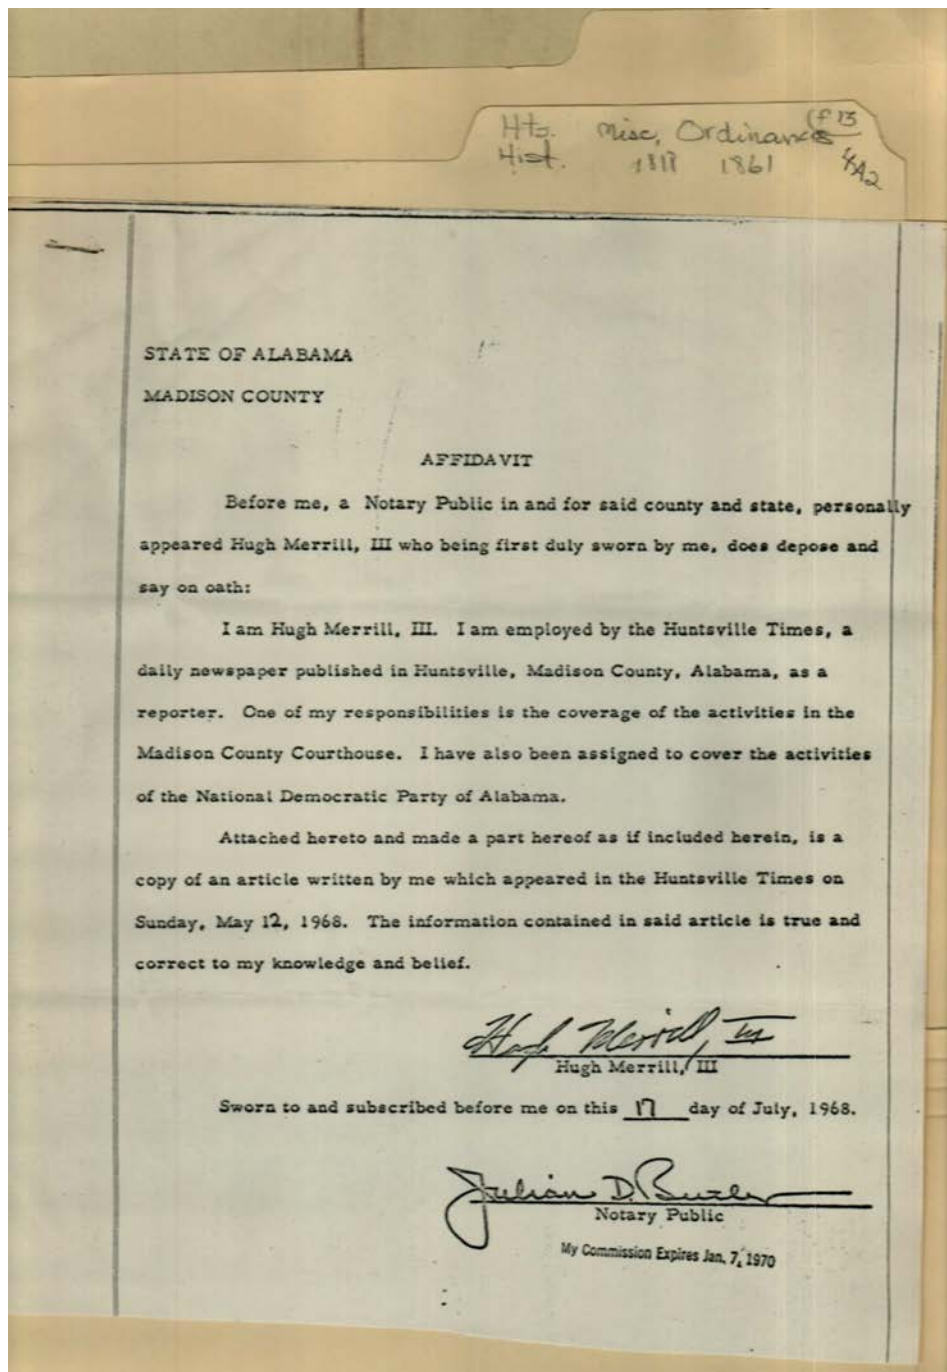 Hts. Misc. Ordinances (f 13
Hist. 1811 1861 4A2
STATE OF ALABAMA
MADISON COUNTY
AFFIDAVIT
Before me, a Notary Public in and for said county and state, personally
appeared Hugh Merrill, III who being first duly sworn by me, does depose and
say on oath:
I am Hugh Merrill, III. I am employed by the Huntsville Times, a
daily newspaper published in Huntsville, Madison County, Alabama, as a
reporter. One of my responsibilities is the coverage of the activities in the
Madison County Courthouse. I have also been assigned to cover the activities
of the National Democratic Party of Alabama.
Attached hereto and made a part hereof as if included herein, is a
copy of an article written by me which appeared in the Huntsville Times on
Sunday, May 12, 1968. The information contained in said article is true and
correct to my knowledge and belief.
Hugh Merrill, III
Hugh Merrill, III
Sworn to and subscribed before me on this 17 day of July, 1968.
Julian D. Butler
Notary Public
My Commission Expires Jan. 7, 1970